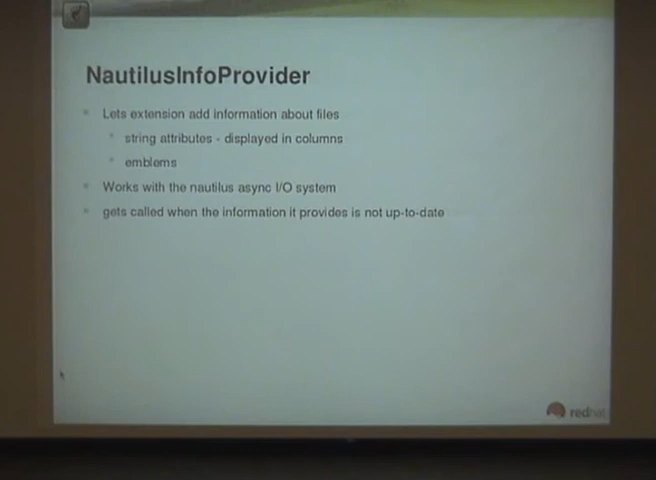 NautilusInfoProvider
Lets extension add information about files
string attributes - displayed in columns
emblems
Works with the nautilus async I/O system
gets called when the information it provides is not up-to-date
redhat